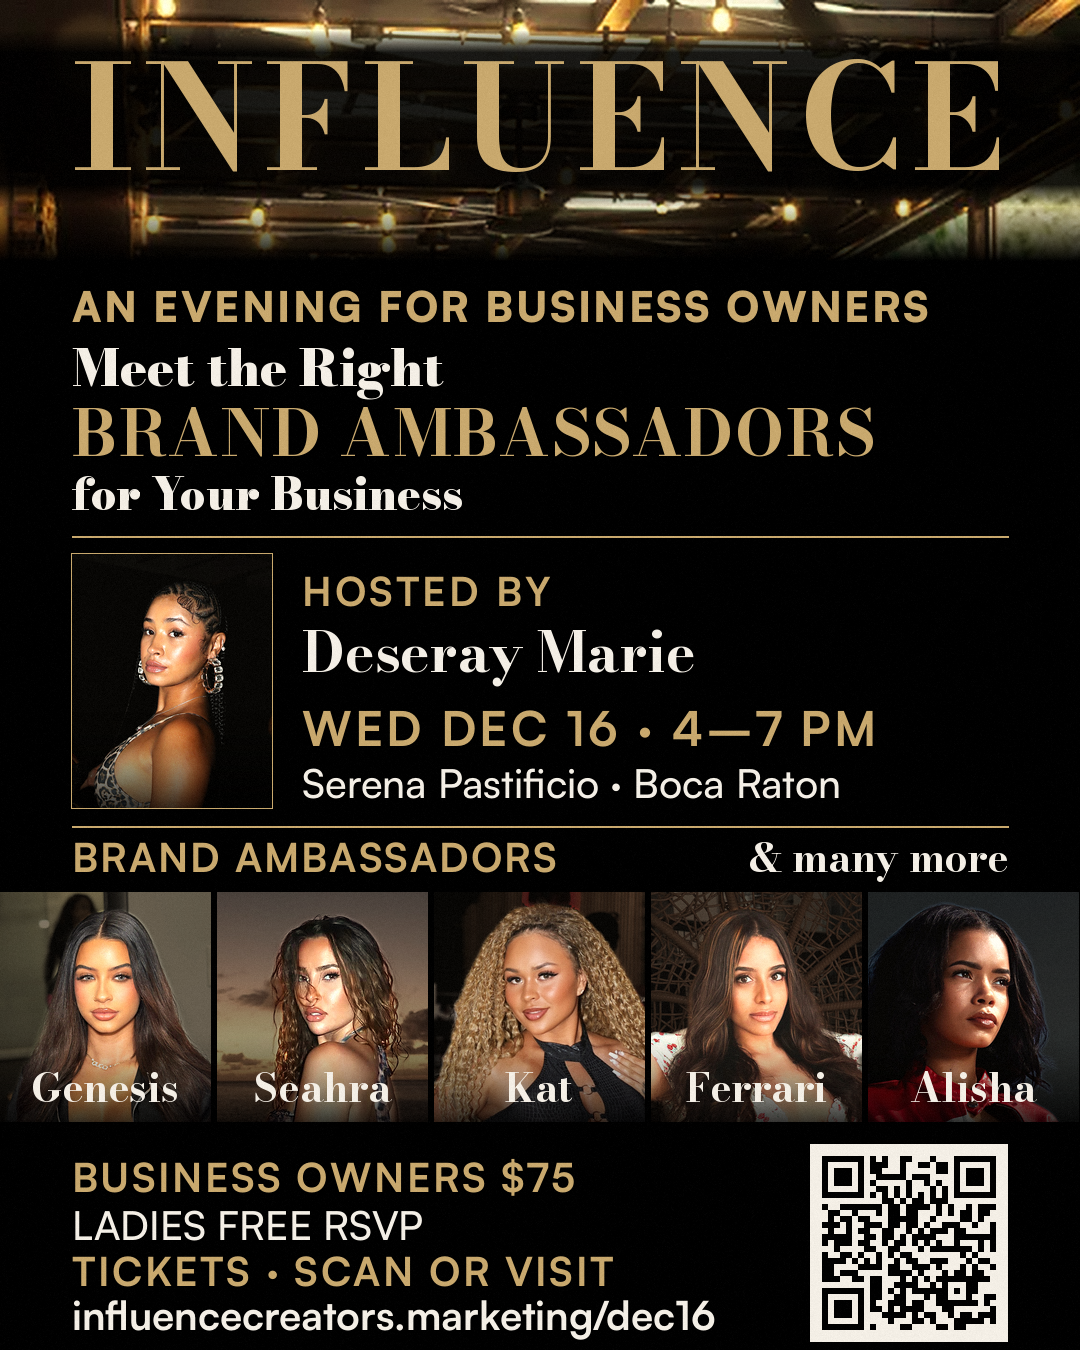 INFLUENCE
AN EVENING FOR BUSINESS OWNERS
Meet the Right
BRAND AMBASSADORS
for Your Business
HOSTED BY
Deseray Marie
WED DEC 16 · 4—7 PM
Serena Pastificio · Boca Raton
BRAND AMBASSADORS & many more
Genesis Seahra Kat Ferrari Alisha
BUSINESS OWNERS $75
LADIES FREE RSVP
TICKETS · SCAN OR VISIT
influencecreators.marketing/dec16